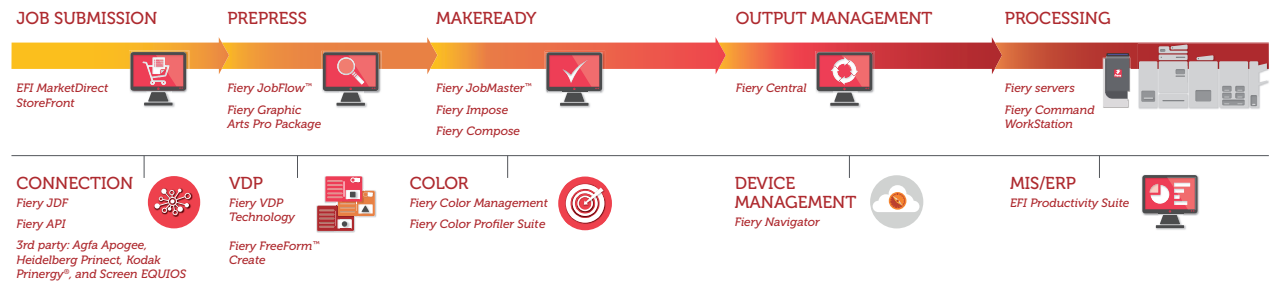 JOB SUBMISSION
EFI MarketDirect
StoreFront
PREPRESS
Fiery JobFlow™
Fiery Graphic
Arts Pro Package
MAKEREADY
Fiery JobMaster™
Fiery Impose
Fiery Compose
OUTPUT MANAGEMENT
Fiery Central
PROCESSING
Fiery servers
Fiery Command
WorkStation
CONNECTION
Fiery JDF
Fiery API
3rd party: Agfa Apogee,
Heidelberg Prinect, Kodak
Prinergy®, and Screen EQUIOS
VDP
Fiery VDP
Technology
Fiery FreeForm™
Create
COLOR
Fiery Color Management
Fiery Color Profiler Suite
DEVICE
MANAGEMENT
Fiery Navigator
MIS/ERP
EFI Productivity Suite